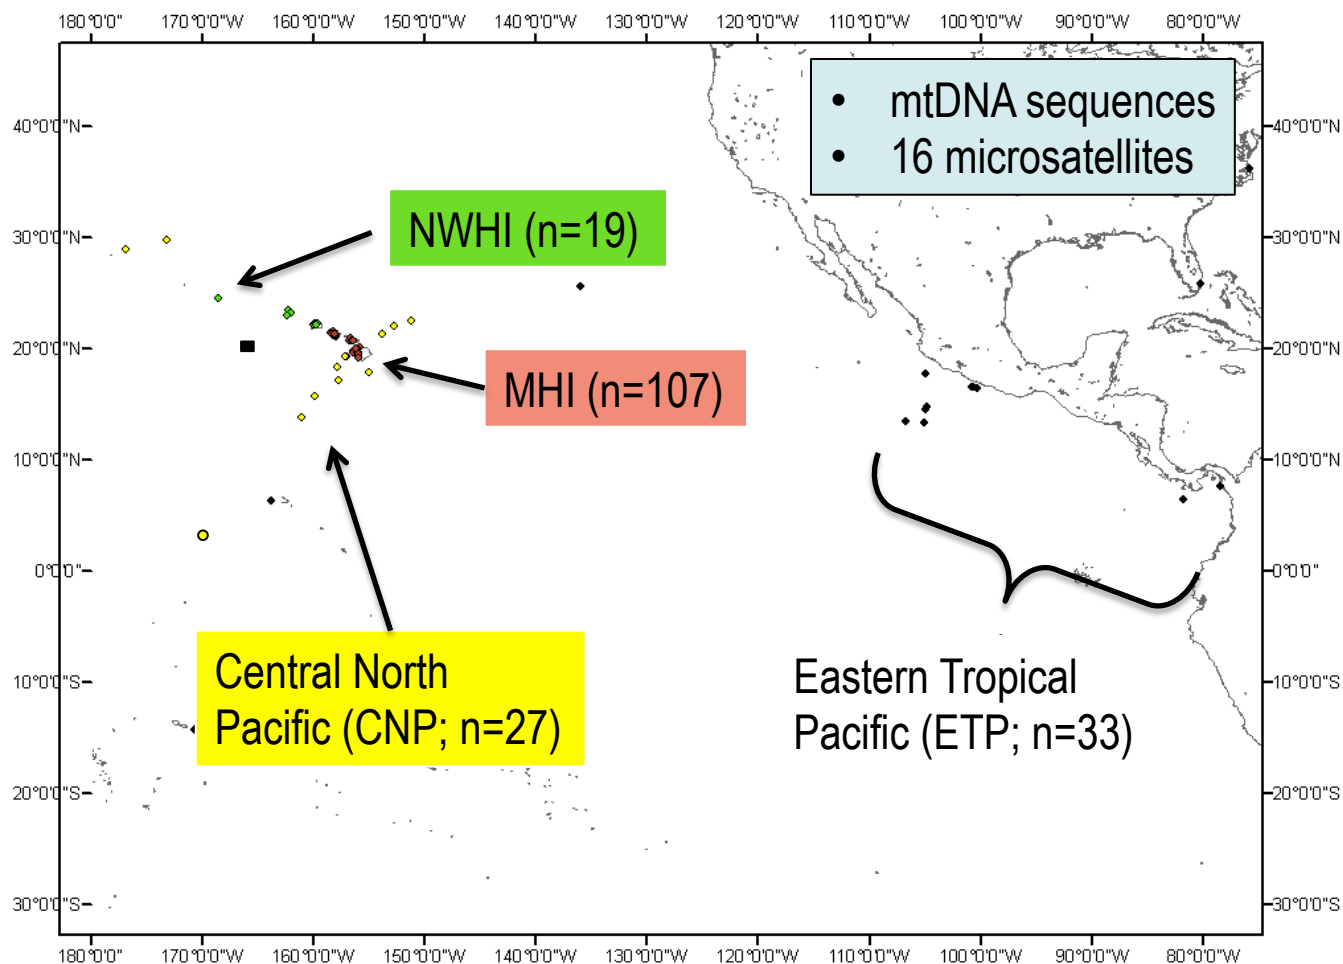 180°0'0"W 170°0'0"W 160°0'0"W 150°0'0"W 140°0'0"W 130°0'0"W 120°0'0"W 110°0'0"W 100°0'0"W 90°0'0"W 80°0'0"W
• mtDNA sequences
• 16 microsatellites
40°0'0"N 40°0'0"N
NWHI (n=19)
30°0'0"N 30°0'0"N
20°0'0"N 20°0'0"N
MHI (n=107)
10°0'0"N 10°0'0"N
0°0'0" 0°0'0"
Central North
Pacific (CNP; n=27)
Eastern Tropical
Pacific (ETP; n=33)
10°0'0"S 10°0'0"S
20°0'0"S 20°0'0"S
30°0'0"S 30°0'0"S
180°0'0"W 170°0'0"W 160°0'0"W 150°0'0"W 140°0'0"W 130°0'0"W 120°0'0"W 110°0'0"W 100°0'0"W 90°0'0"W 80°0'0"W